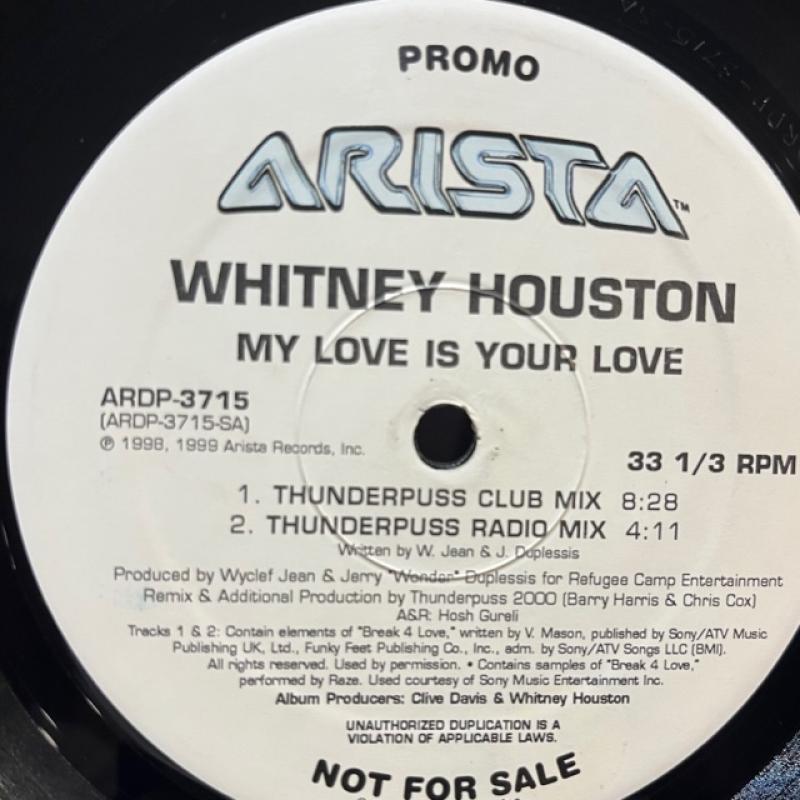 PROMO
ARISTA™
WHITNEY HOUSTON
MY LOVE IS YOUR LOVE
ARDP-3715
(ARDP-3715-SA)
℗ 1998, 1999 Arista Records, Inc.
33 1/3 RPM
1. THUNDERPUSS CLUB MIX 8:28
2. THUNDERPUSS RADIO MIX 4:11
Written by W. Jean & J. Duplessis
Produced by Wyclef Jean & Jerry "Wonder" Duplessis for Refugee Camp Entertainment
Remix & Additional Production by Thunderpuss 2000 (Barry Harris & Chris Cox)
A&R: Hosh Gureli
Tracks 1 & 2: Contain elements of "Break 4 Love," written by V. Mason, published by Sony/ATV Music
Publishing UK, Ltd., Funky Feet Publishing Co., Inc., adm. by Sony/ATV Songs LLC (BMI).
All rights reserved. Used by permission. • Contains samples of "Break 4 Love,"
performed by Raze. Used courtesy of Sony Music Entertainment Inc.
Album Producers: Clive Davis & Whitney Houston
UNAUTHORIZED DUPLICATION IS A
VIOLATION OF APPLICABLE LAWS.
NOT FOR SALE